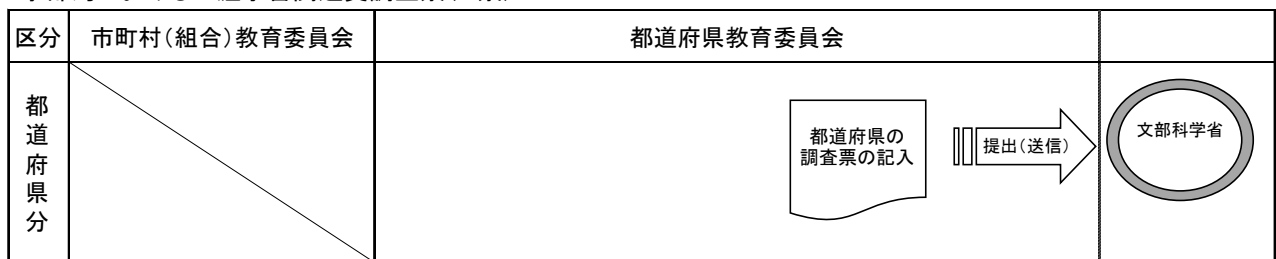 区分
市町村(組合)教育委員会
都道府県教育委員会
都道府県分
都道府県の
調査票の記入
提出(送信)
文部科学省